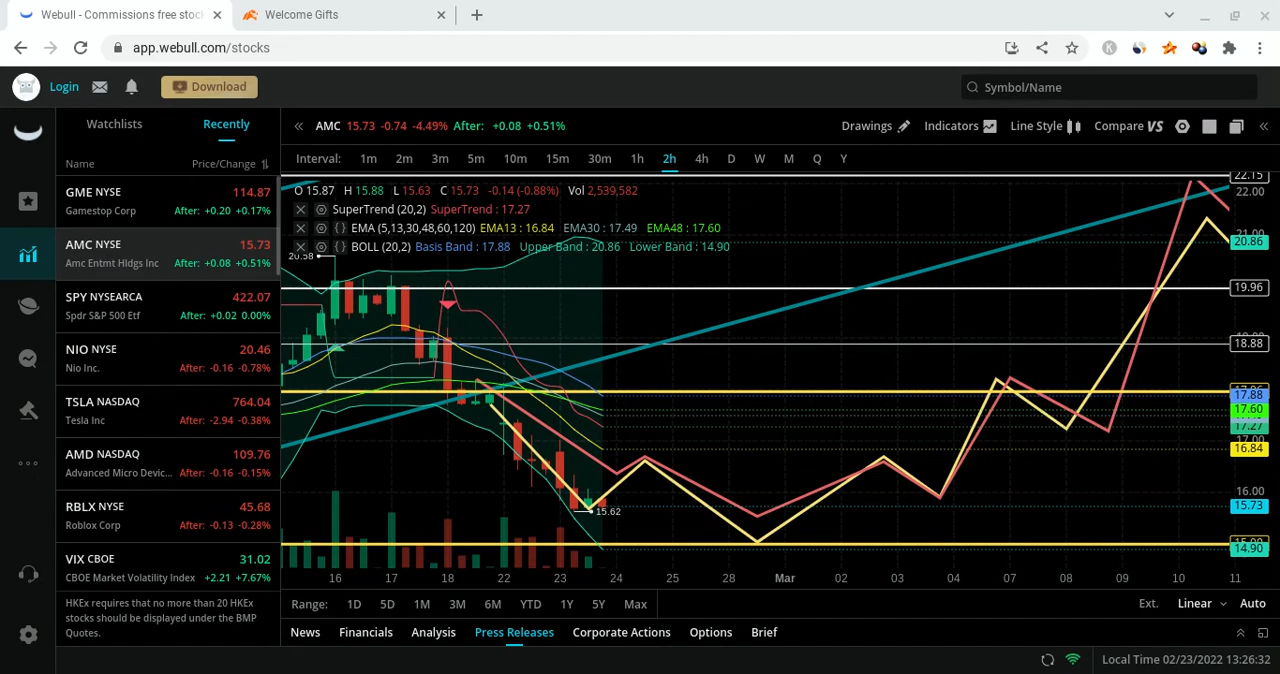 Webull - Commissions free stoc
Welcome Gifts
app.webull.com/stocks
K
Login
Download
Symbol/Name
Watchlists
Recently
AMC 15.73 -0.74 -4.49% After: +0.08 +0.51%
Drawings
Indicators
Line Style
Compare VS
Name
Price/Change
Interval: 1m 2m 3m 5m 10m 15m 30m 1h 2h 4h D W M Q Y
GME NYSE 114.87
Gamestop Corp After: +0.20 +0.17%
AMC NYSE 15.73
Amc Entmt Hldgs Inc After: +0.08 +0.51%
SPY NYSEARCA 422.07
Spdr S&P 500 Etf After: +0.02 0.00%
NIO NYSE 20.46
Nio Inc. After: -0.16 -0.78%
TSLA NASDAQ 764.04
Tesla Inc After: -2.94 -0.38%
AMD NASDAQ 109.76
Advanced Micro Devic... After: -0.16 -0.15%
RBLX NYSE 45.68
Roblox Corp After: -0.13 -0.28%
VIX CBOE 31.02
CBOE Market Volatility Index +2.21 +7.67%
HKEx requires that no more than 20 HKEx
stocks should be displayed under the BMP
Quotes.
O 15.87 H 15.88 L 15.63 C 15.73 -0.14 (-0.88%) Vol 2,539,582
SuperTrend (20,2) SuperTrend : 17.27
EMA (5,13,30,48,60,120) EMA13 : 16.84 EMA30 : 17.49 EMA48 : 17.60
BOLL (20,2) Basis Band : 17.88 Upper Band : 20.86 Lower Band : 14.90
20.58
15.62
22.15
22.00
21.00
20.86
19.96
18.88
17.88
17.60
17.27
17.00
16.84
16.00
15.73
14.90
16 17 18 22 23 24 25 28 Mar 02 03 04 07 08 09 10 11
Range: 1D 5D 1M 3M 6M YTD 1Y 5Y Max
Ext. Linear Auto
News Financials Analysis Press Releases Corporate Actions Options Brief
Local Time 02/23/2022 13:26:32